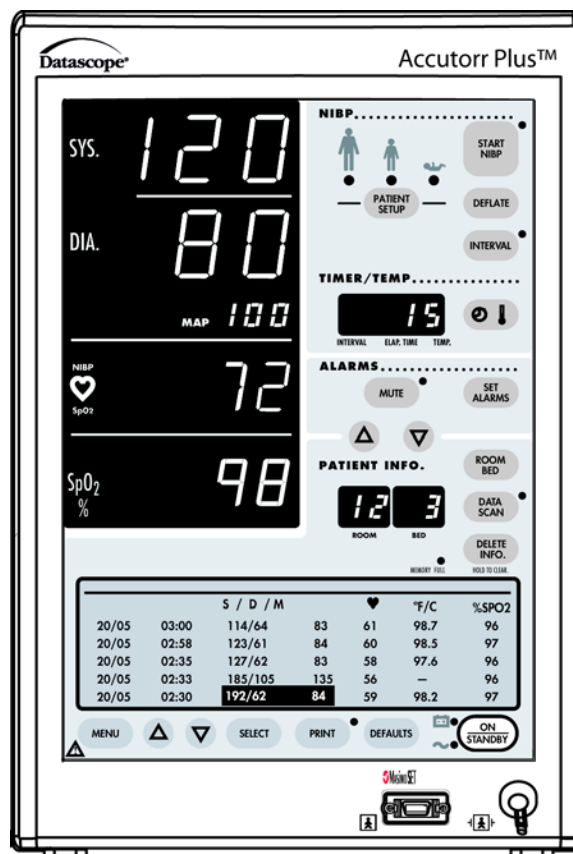 Datascope®
Accutorr Plus™
SYS.
120
DIA.
80
MAP 100
NIBP
72
SpO2
SpO2
%
98
NIBP
START
NIBP
PATIENT
SETUP
DEFLATE
INTERVAL
TIMER/TEMP
15
INTERVAL ELAP. TIME TEMP.
ALARMS
MUTE
SET
ALARMS
PATIENT INFO.
ROOM
BED
12 3
ROOM BED
DATA
SCAN
DELETE
INFO.
MEMORY FULL HOLD TO CLEAR
S / D / M ♥ °F/C %SPO2
20/05 03:00 114/64 83 61 98.7 96
20/05 02:58 123/61 84 60 98.5 97
20/05 02:35 127/62 83 58 97.6 96
20/05 02:33 185/105 135 56 – 96
20/05 02:30 192/62 84 59 98.2 97
MENU SELECT PRINT DEFAULTS
ON
STANDBY
Masimo SET